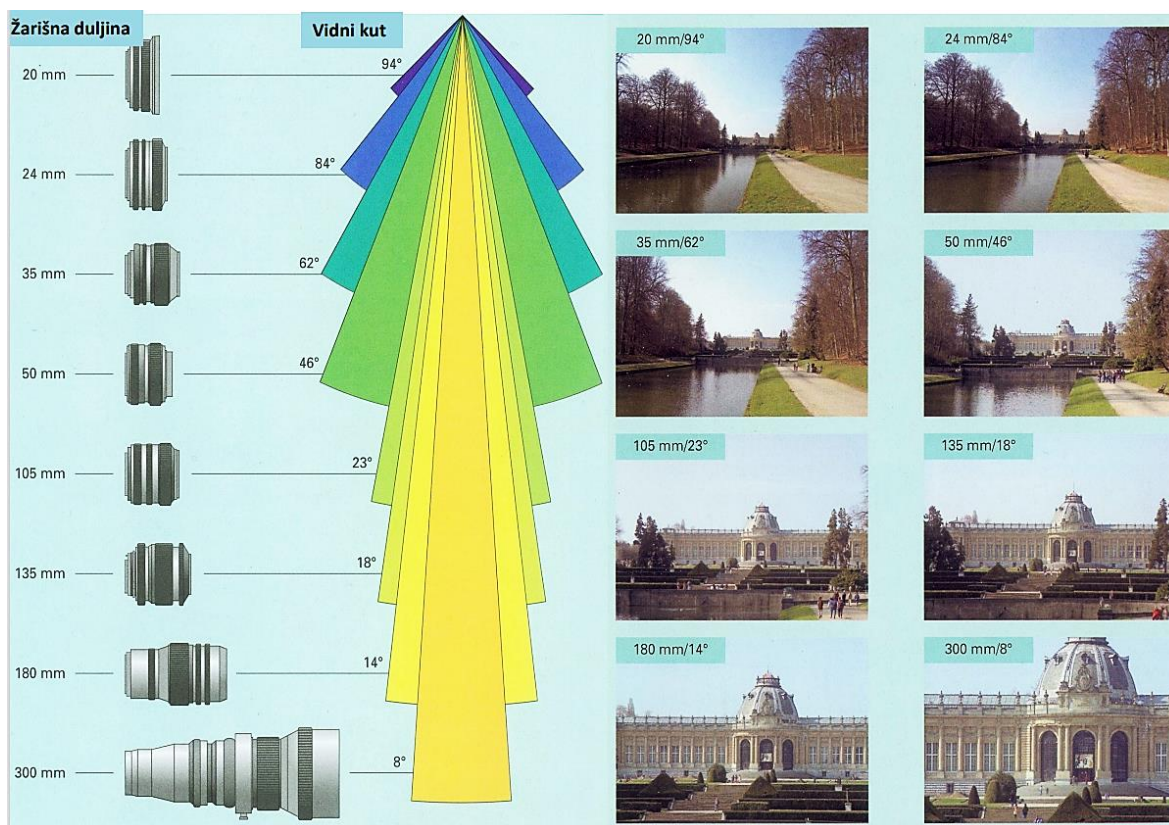 Žarišna duljina
Vidni kut
20 mm
94°
24 mm
84°
35 mm
62°
50 mm
46°
105 mm
23°
135 mm
18°
180 mm
14°
300 mm
8°
20 mm/94°
24 mm/84°
35 mm/62°
50 mm/46°
105 mm/23°
135 mm/18°
180 mm/14°
300 mm/8°